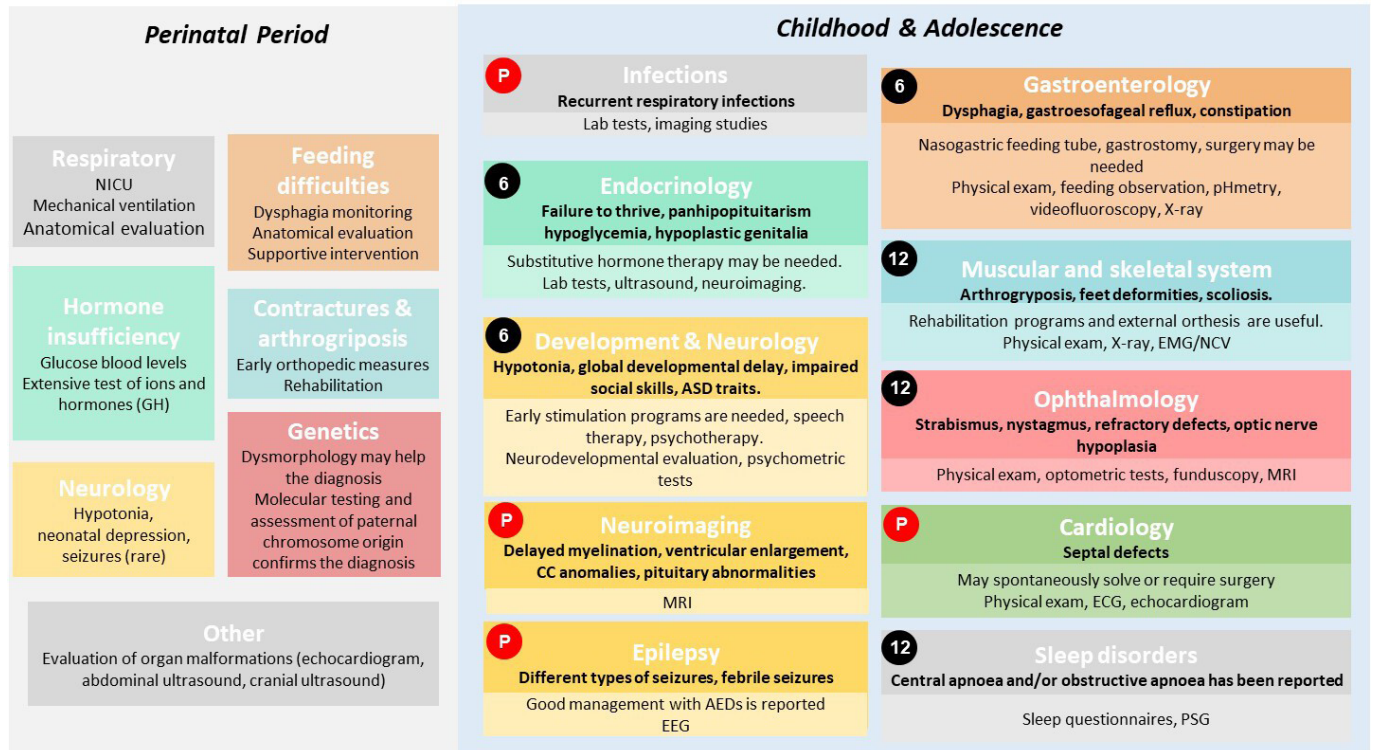 Perinatal Period
Respiratory
NICU
Mechanical ventilation
Anatomical evaluation
Feeding
difficulties
Dysphagia monitoring
Anatomical evaluation
Supportive intervention
Hormone
insufficiency
Glucose blood levels
Extensive test of ions and
hormones (GH)
Contractures &
arthrogriposis
Early orthopedic measures
Rehabilitation
Neurology
Hypotonia,
neonatal depression,
seizures (rare)
Genetics
Dysmorphology may help
the diagnosis
Molecular testing and
assessment of paternal
chromosome origin
confirms the diagnosis
Other
Evaluation of organ malformations (echocardiogram,
abdominal ultrasound, cranial ultrasound)
Childhood & Adolescence
P
Infections
Recurrent respiratory infections
Lab tests, imaging studies
6
Endocrinology
Failure to thrive, panhipopituitarism
hypoglycemia, hypoplastic genitalia
Substitutive hormone therapy may be needed.
Lab tests, ultrasound, neuroimaging.
6
Development & Neurology
Hypotonia, global developmental delay, impaired
social skills, ASD traits.
Early stimulation programs are needed, speech
therapy, psychotherapy.
Neurodevelopmental evaluation, psychometric
tests
P
Neuroimaging
Delayed myelination, ventricular enlargement,
CC anomalies, pituitary abnormalities
MRI
P
Epilepsy
Different types of seizures, febrile seizures
Good management with AEDs is reported
EEG
6
Gastroenterology
Dysphagia, gastroesofageal reflux, constipation
Nasogastric feeding tube, gastrostomy, surgery may be
needed
Physical exam, feeding observation, pHmetry,
videofluoroscopy, X-ray
12
Muscular and skeletal system
Arthrogryposis, feet deformities, scoliosis.
Rehabilitation programs and external orthesis are useful.
Physical exam, X-ray, EMG/NCV
12
Ophthalmology
Strabismus, nystagmus, refractory defects, optic nerve
hypoplasia
Physical exam, optometric tests, funduscopy, MRI
P
Cardiology
Septal defects
May spontaneously solve or require surgery
Physical exam, ECG, echocardiogram
12
Sleep disorders
Central apnoea and/or obstructive apnoea has been reported
Sleep questionnaires, PSG